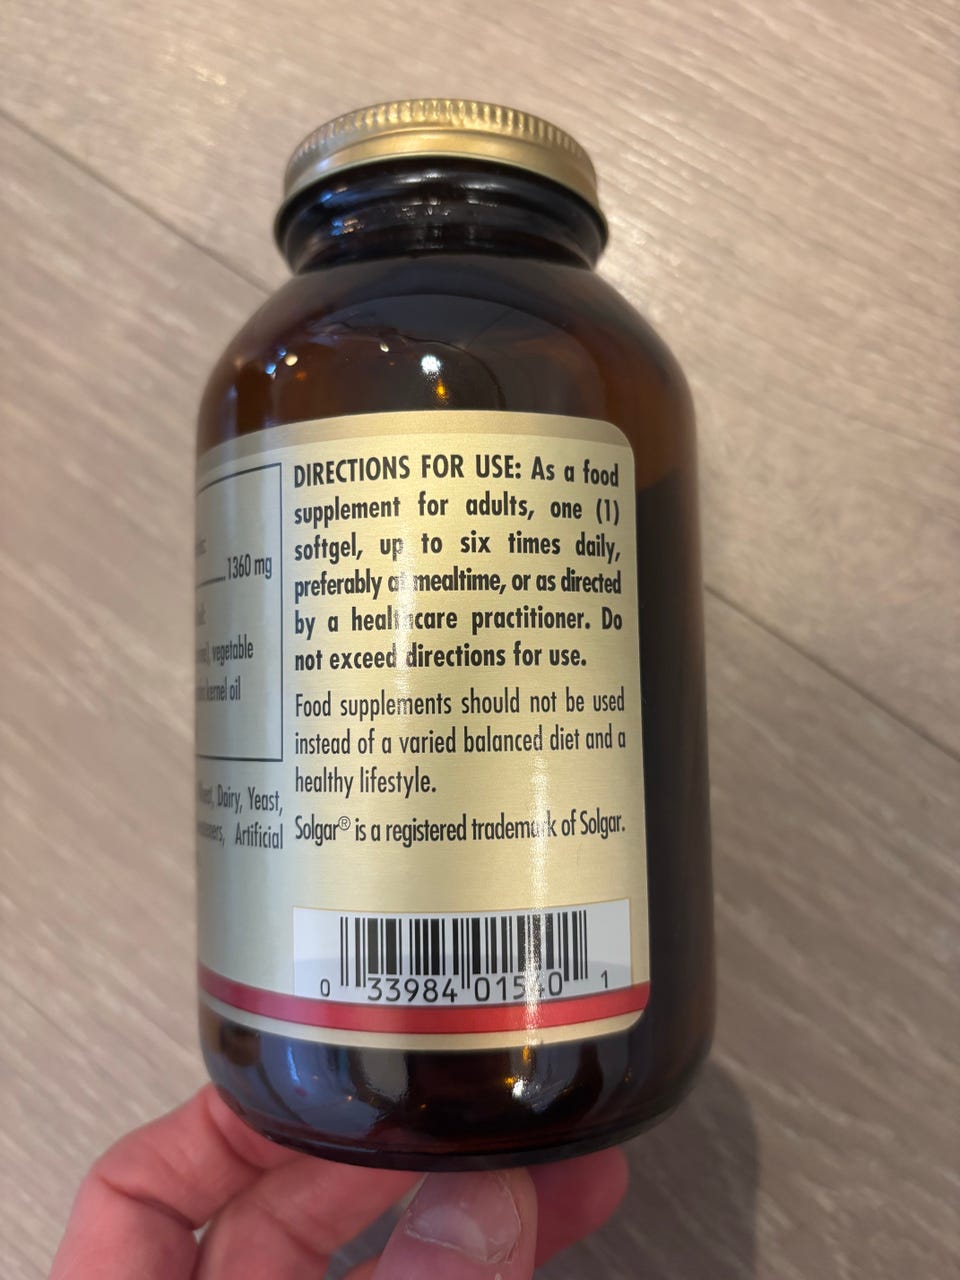 DIRECTIONS FOR USE: As a food
supplement for adults, one (1)
softgel, up to six times daily,
preferably at mealtime, or as directed
by a healthcare practitioner. Do
not exceed directions for use.
Food supplements should not be used
instead of a varied balanced diet and a
healthy lifestyle.
Solgar® is a registered trademark of Solgar.
1360 mg
vegetable
kernel oil
Dairy, Yeast,
Artificial
0 33984 01540 1